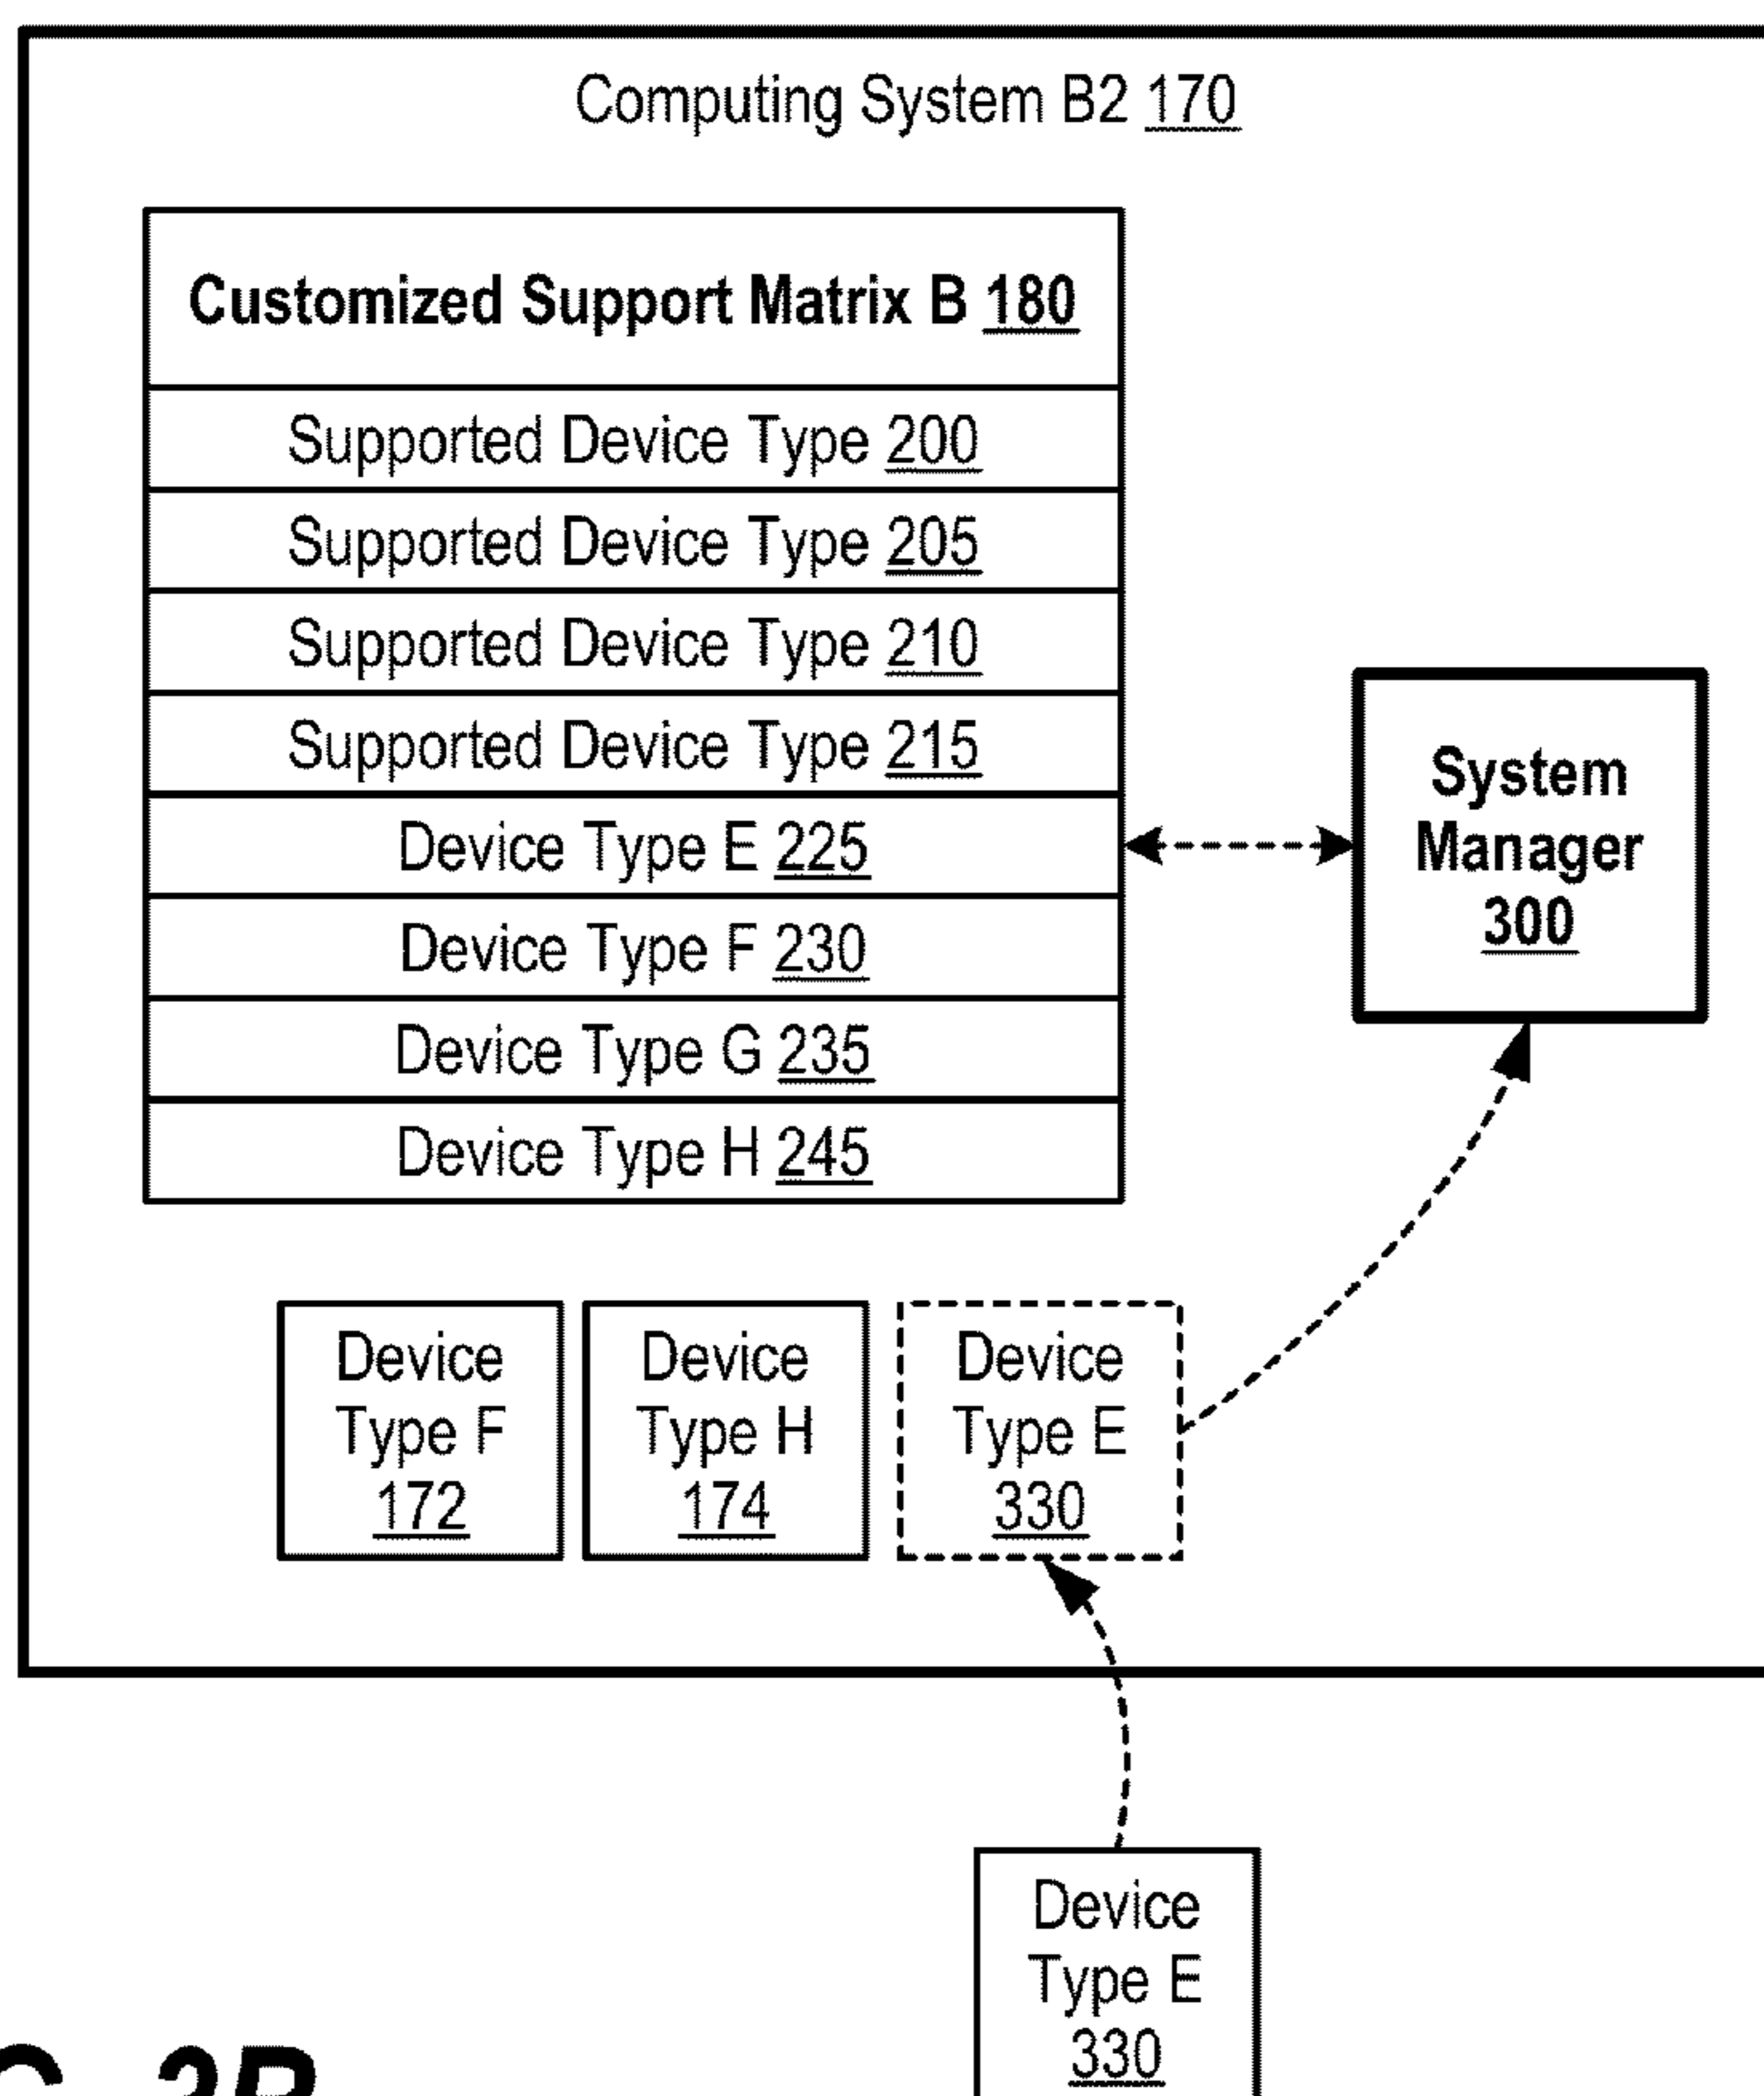 Computing System B2 170
Customized Support Matrix B 180
Supported Device Type 200
Supported Device Type 205
Supported Device Type 210
Supported Device Type 215
Device Type E 225
Device Type F 230
Device Type G 235
Device Type H 245
System
Manager
300
Device
Type F
172
Device
Type H
174
Device
Type E
330
Device
Type E
330